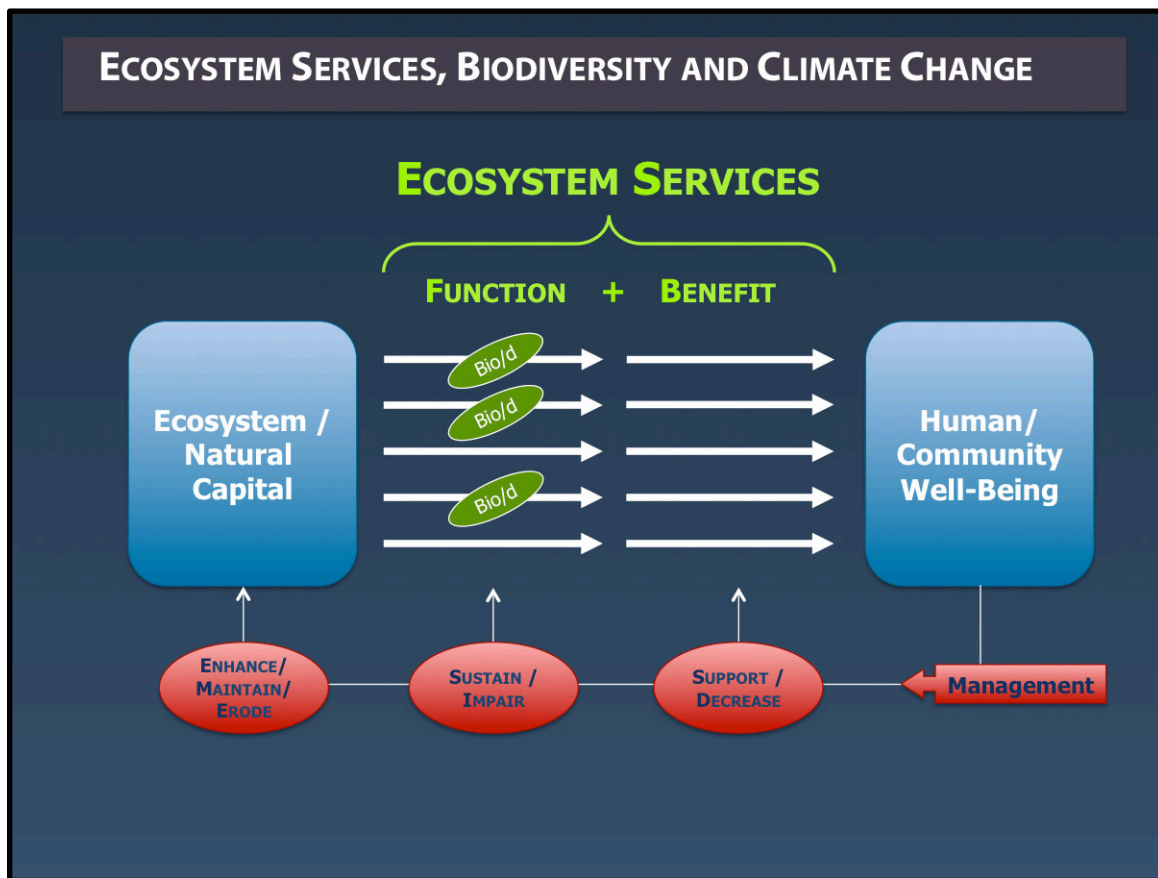 ECOSYSTEM SERVICES, BIODIVERSITY AND CLIMATE CHANGE
ECOSYSTEM SERVICES
FUNCTION + BENEFIT
Ecosystem /
Natural
Capital
Bio/d
Bio/d
Bio/d
Human/
Community
Well-Being
ENHANCE/
MAINTAIN/
ERODE
SUSTAIN /
IMPAIR
SUPPORT /
DECREASE
Management